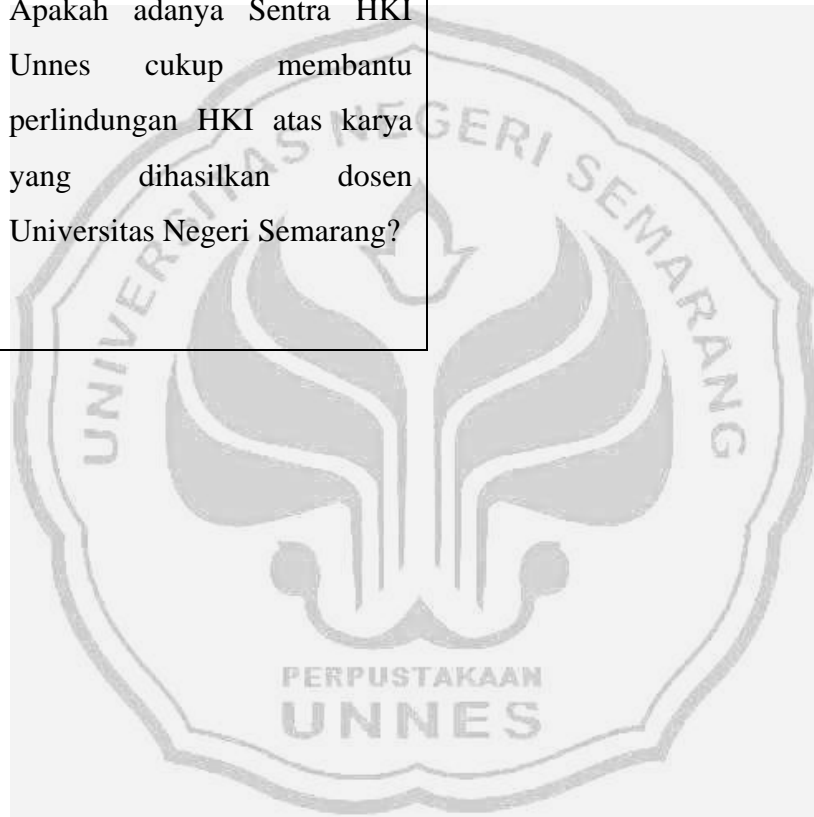 Apakah adanya Sentra HKI
Unnes cukup membantu
perlindungan HKI atas karya
yang dihasilkan dosen
Universitas Negeri Semarang?
UNIVERSITAS NEGERI SEMARANG
PERPUSTAKAAN
UNNES